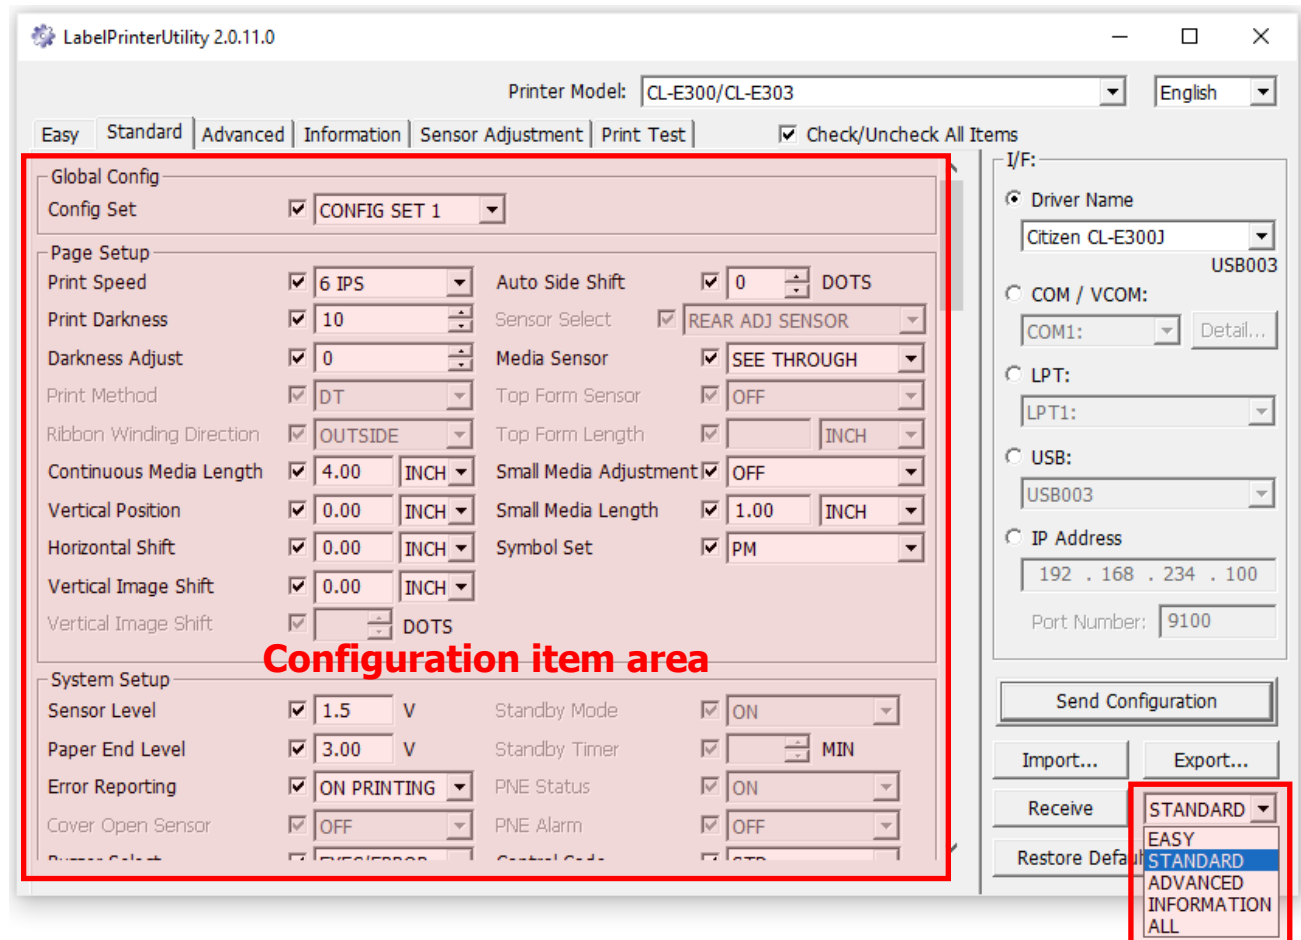 LabelPrinterUtility 2.0.11.0
Printer Model: CL-E300/CL-E303 English
Easy Standard Advanced Information Sensor Adjustment Print Test Check/Uncheck All Items
Global Config
Config Set CONFIG SET 1
Page Setup
Print Speed 6 IPS Auto Side Shift 0 DOTS
Print Darkness 10 Sensor Select REAR ADJ SENSOR
Darkness Adjust 0 Media Sensor SEE THROUGH
Print Method DT Top Form Sensor OFF
Ribbon Winding Direction OUTSIDE Top Form Length INCH
Continuous Media Length 4.00 INCH Small Media Adjustment OFF
Vertical Position 0.00 INCH Small Media Length 1.00 INCH
Horizontal Shift 0.00 INCH Symbol Set PM
Vertical Image Shift 0.00 INCH
Vertical Image Shift DOTS
Configuration item area
System Setup
Sensor Level 1.5 V Standby Mode ON
Paper End Level 3.00 V Standby Timer MIN
Error Reporting ON PRINTING PNE Status ON
Cover Open Sensor OFF PNE Alarm OFF
Buzzer Select Control Code STD
I/F:
Driver Name
Citizen CL-E300J
USB003
COM / VCOM:
COM1: Detail...
LPT:
LPT1:
USB:
USB003
IP Address
192 . 168 . 234 . 100
Port Number: 9100
Send Configuration
Import... Export...
Receive STANDARD
Restore
EASY
STANDARD
ADVANCED
INFORMATION
ALL